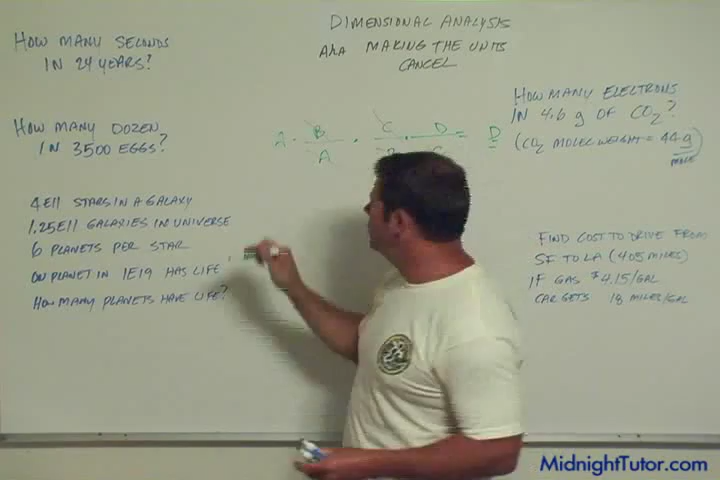 How many seconds
in 24 years?
Dimensional Analysis
AKA Making the units
cancel
How many electrons
in 4.6 g of CO₂?
(CO₂ molec weight = 44 g
mole)
How many dozen
in 3500 eggs?
A · B/A · C/B · D/C = D
4E11 stars in a galaxy
1.25E11 galaxies in universe
6 planets per star
On planet in 1E19 has life,
How many planets have life?
Find cost to drive from
SF to LA (405 miles)
if gas $4.15/gal
car gets 18 miles/gal
MidnightTutor.com